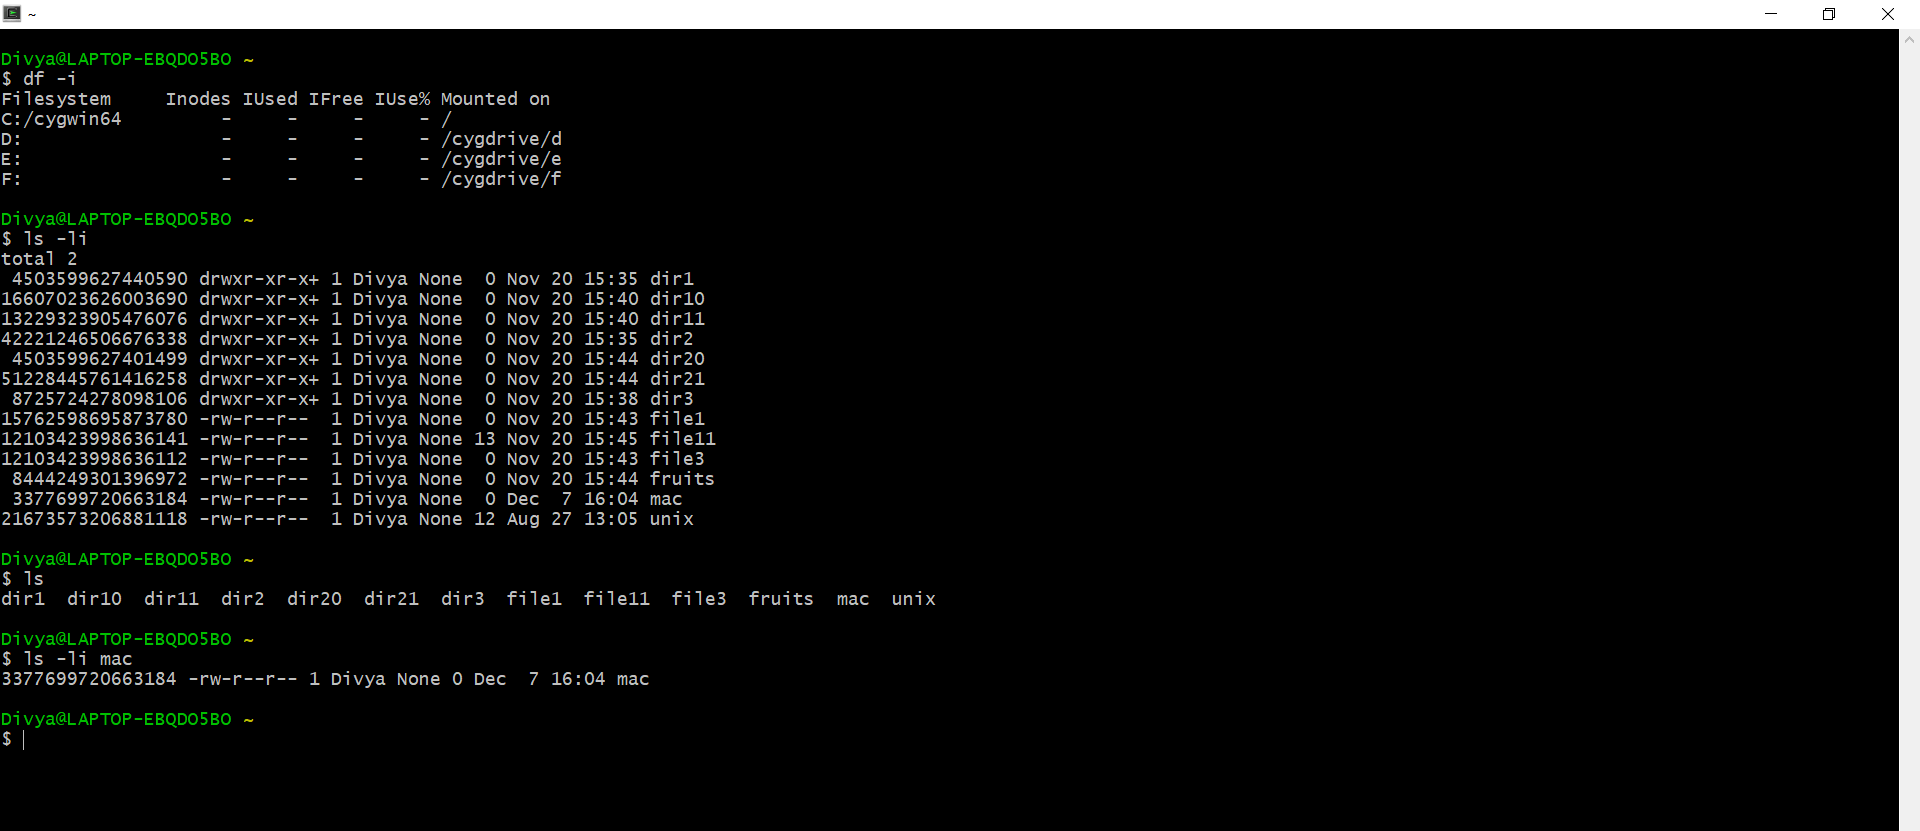 ~
Divya@LAPTOP-EBQDO5BO ~
$ df -i
Filesystem     Inodes IUsed IFree IUse% Mounted on
C:/cygwin64         -     -     -     - /
D:                  -     -     -     - /cygdrive/d
E:                  -     -     -     - /cygdrive/e
F:                  -     -     -     - /cygdrive/f
Divya@LAPTOP-EBQDO5BO ~
$ ls -li
total 2
 4503599627440590 drwxr-xr-x+ 1 Divya None  0 Nov 20 15:35 dir1
16607023626003690 drwxr-xr-x+ 1 Divya None  0 Nov 20 15:40 dir10
13229323905476076 drwxr-xr-x+ 1 Divya None  0 Nov 20 15:40 dir11
42221246506676338 drwxr-xr-x+ 1 Divya None  0 Nov 20 15:35 dir2
 4503599627401499 drwxr-xr-x+ 1 Divya None  0 Nov 20 15:44 dir20
51228445761416258 drwxr-xr-x+ 1 Divya None  0 Nov 20 15:44 dir21
 8725724278098106 drwxr-xr-x+ 1 Divya None  0 Nov 20 15:38 dir3
15762598695873780 -rw-r--r--  1 Divya None  0 Nov 20 15:43 file1
12103423998636141 -rw-r--r--  1 Divya None 13 Nov 20 15:45 file11
12103423998636112 -rw-r--r--  1 Divya None  0 Nov 20 15:43 file3
 8444249301396972 -rw-r--r--  1 Divya None  0 Nov 20 15:44 fruits
 3377699720663184 -rw-r--r--  1 Divya None  0 Dec  7 16:04 mac
21673573206881118 -rw-r--r--  1 Divya None 12 Aug 27 13:05 unix
Divya@LAPTOP-EBQDO5BO ~
$ ls
dir1  dir10  dir11  dir2  dir20  dir21  dir3  file1  file11  file3  fruits  mac  unix
Divya@LAPTOP-EBQDO5BO ~
$ ls -li mac
3377699720663184 -rw-r--r-- 1 Divya None 0 Dec  7 16:04 mac
Divya@LAPTOP-EBQDO5BO ~
$